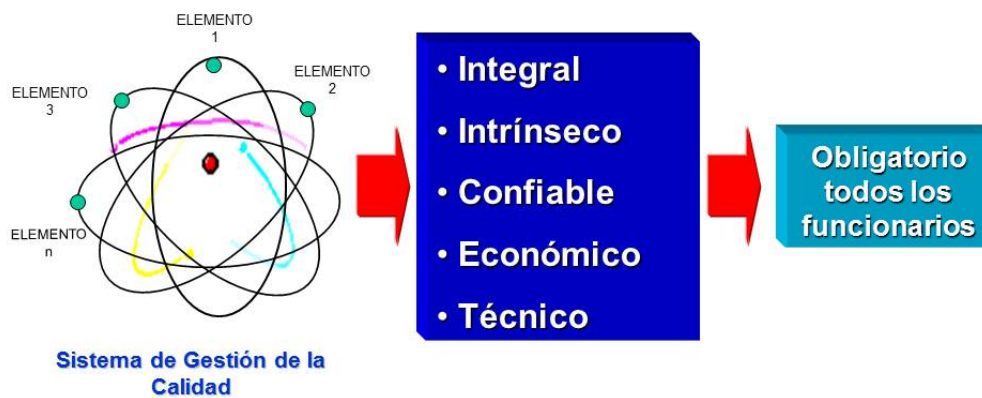 ELEMENTO
1
ELEMENTO
2
ELEMENTO
3
ELEMENTO
n
Sistema de Gestión de la
Calidad
• Integral
• Intrínseco
• Confiable
• Económico
• Técnico
Obligatorio
todos los
funcionarios